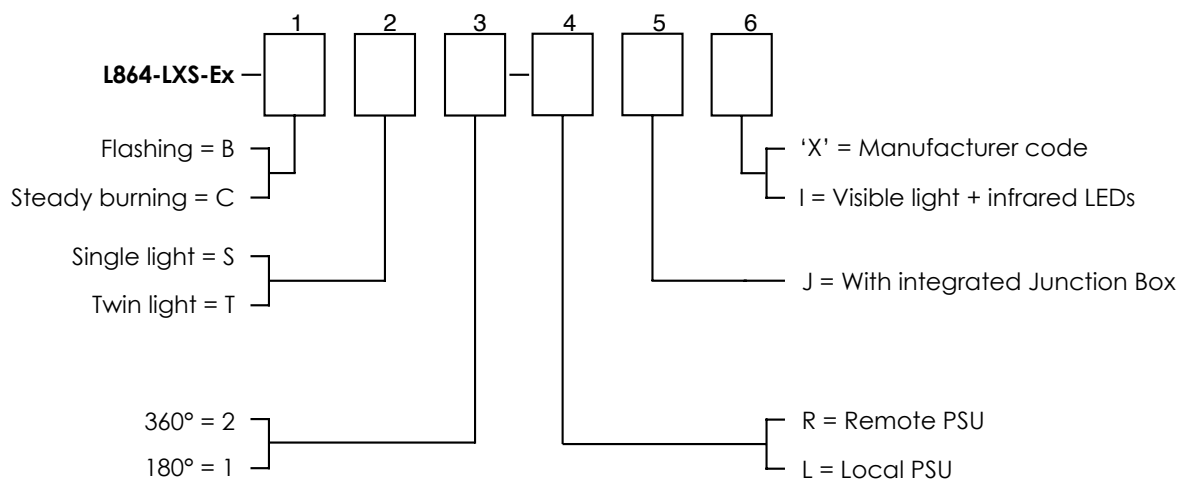 1 2 3 4 5 6
L864-LXS-Ex
Flashing = B
Steady burning = C
Single light = S
Twin light = T
360° = 2
180° = 1
‘X’ = Manufacturer code
I = Visible light + infrared LEDs
J = With integrated Junction Box
R = Remote PSU
L = Local PSU